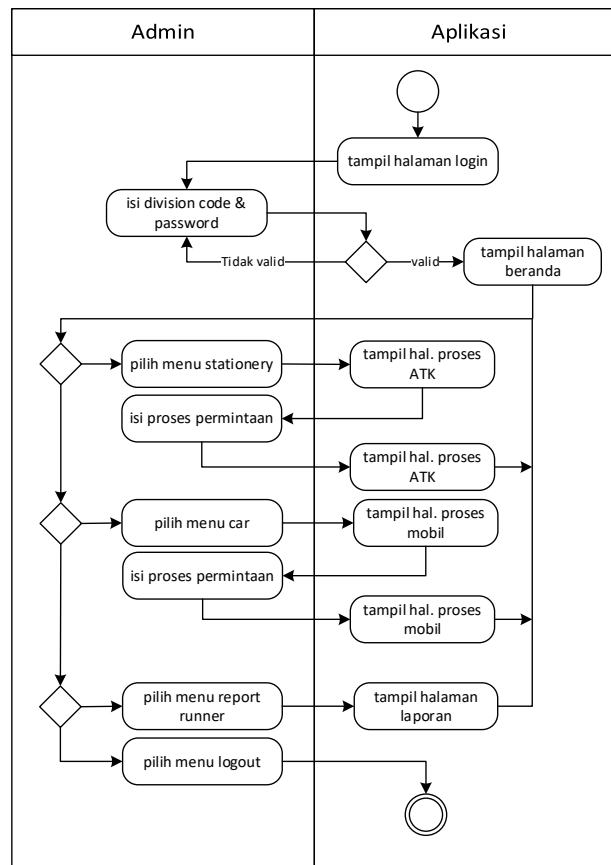 Admin
Aplikasi
tampil halaman login
isi division code &
password
Tidak valid
valid
tampil halaman
beranda
pilih menu stationery
tampil hal. proses
ATK
isi proses permintaan
tampil hal. proses
ATK
pilih menu car
tampil hal. proses
mobil
isi proses permintaan
tampil hal. proses
mobil
pilih menu report
runner
tampil halaman
laporan
pilih menu logout